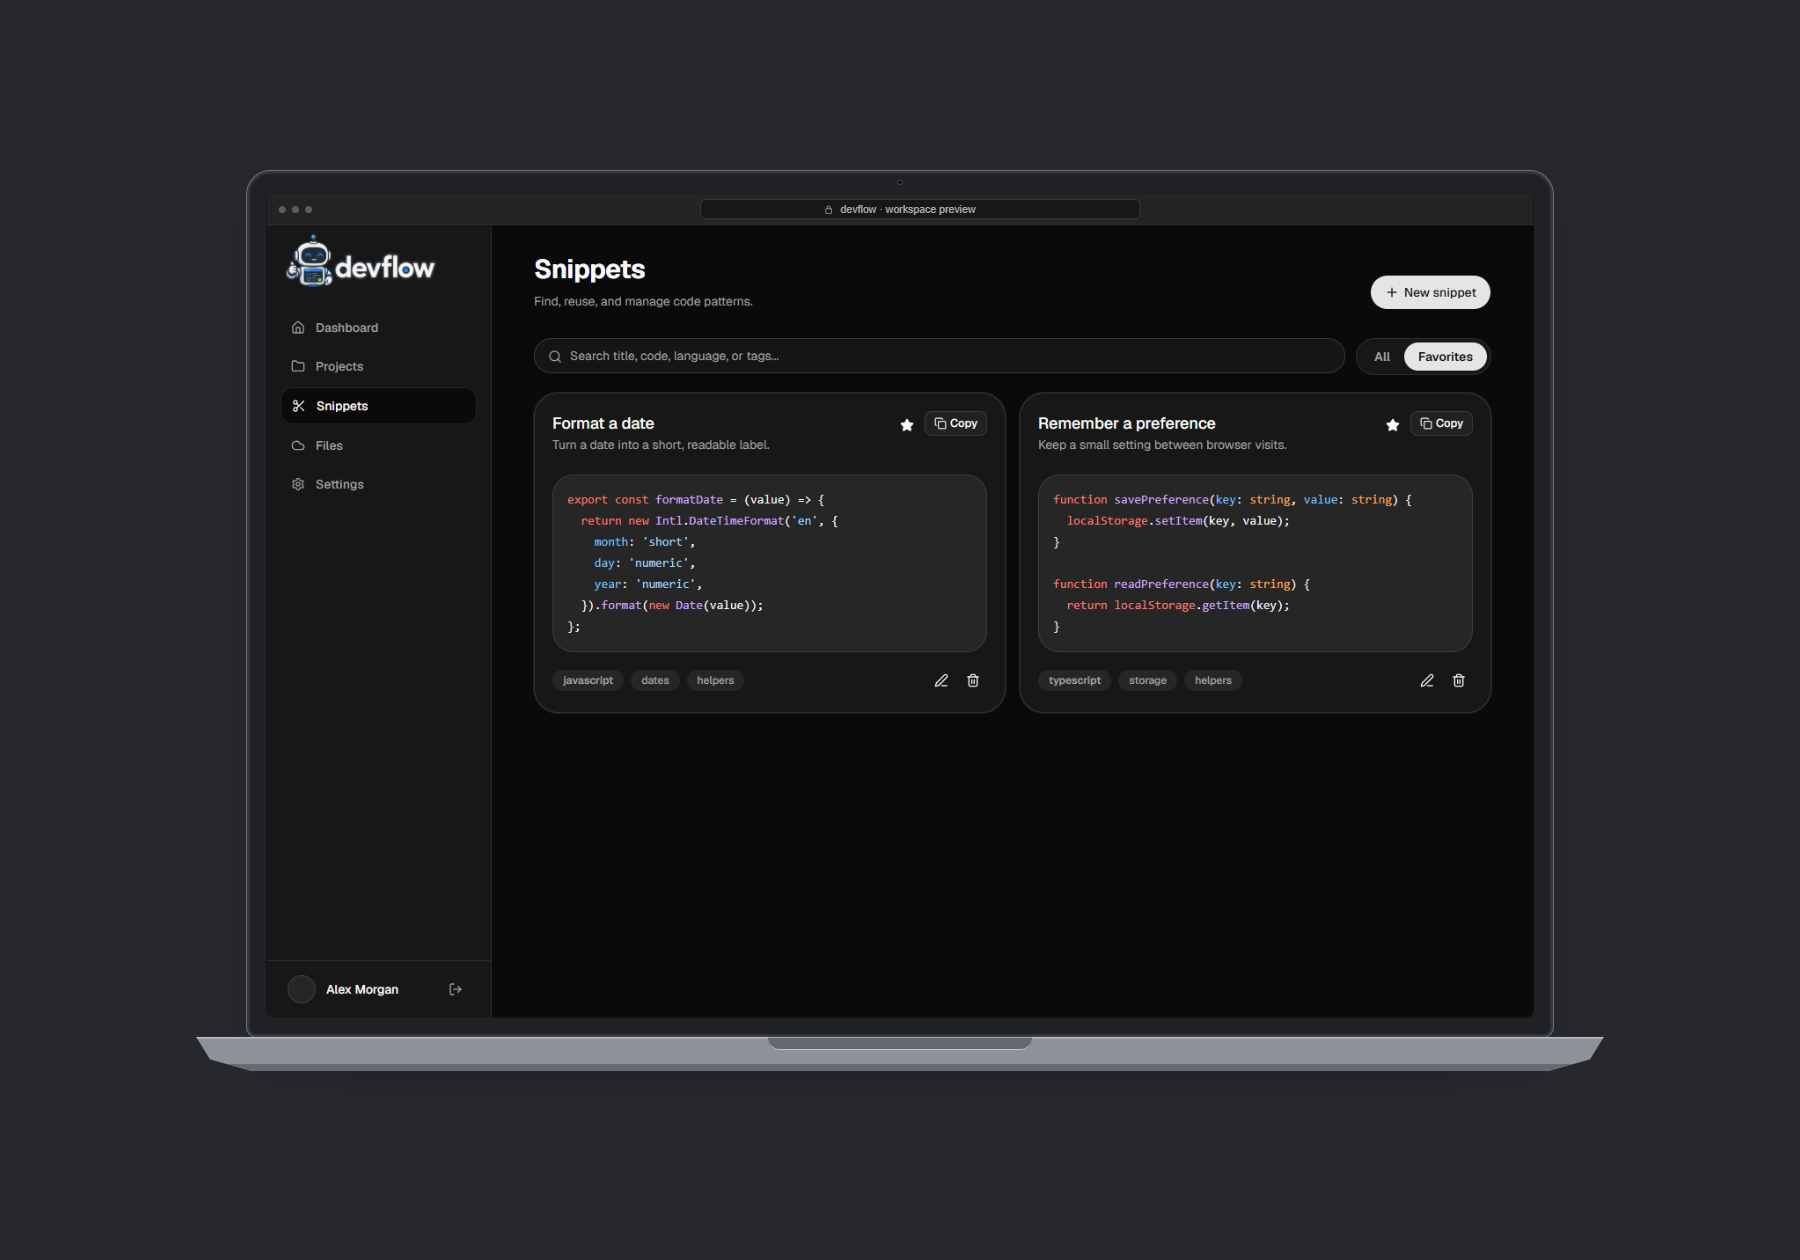 devflow · workspace preview
devflow
Dashboard
Projects
Snippets
Files
Settings
Alex Morgan
Snippets
Find, reuse, and manage code patterns.
New snippet
Search title, code, language, or tags...
All
Favorites
Format a date
Copy
Turn a date into a short, readable label.
export const formatDate = (value) => {
  return new Intl.DateTimeFormat('en', {
    month: 'short',
    day: 'numeric',
    year: 'numeric',
  }).format(new Date(value));
};
javascript
dates
helpers
Remember a preference
Copy
Keep a small setting between browser visits.
function savePreference(key: string, value: string) {
  localStorage.setItem(key, value);
}
function readPreference(key: string) {
  return localStorage.getItem(key);
}
typescript
storage
helpers